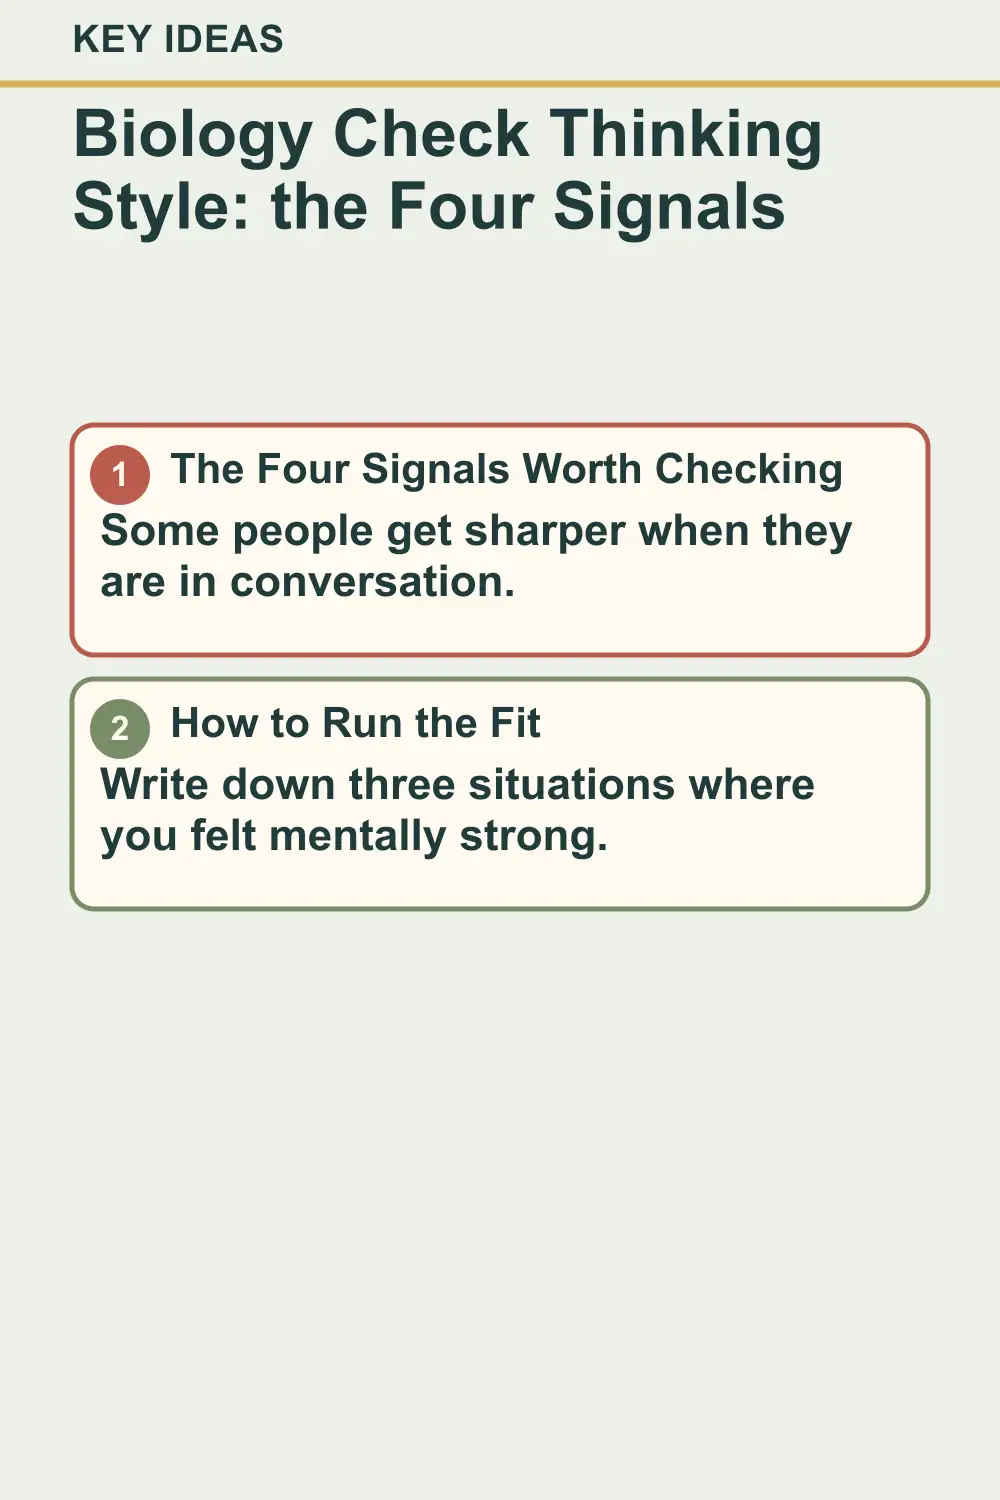 KEY IDEAS
Biology Check Thinking
Style: the Four Signals
1 The Four Signals Worth Checking
Some people get sharper when they
are in conversation.
2 How to Run the Fit
Write down three situations where
you felt mentally strong.